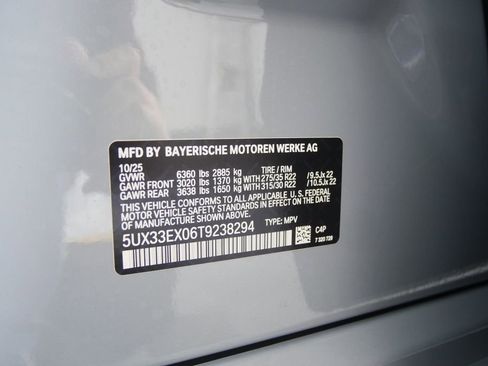 MFD BY BAYERISCHE MOTOREN WERKE AG
10/25 TIRE / RIM
GVWR 6360 lbs 2885 kg
GAWR FRONT 3020 lbs 1370 kg WITH 275/35 R22 / 9.5Jx 22
GAWR REAR 3638 lbs 1650 kg WITH 315/30 R22 / 10.5Jx 22
THIS VEHICLE CONFORMS TO ALL APPLICABLE U.S. FEDERAL
MOTOR VEHICLE SAFETY STANDARDS IN EFFECT ON THE DATE OF
MANUFACTURE SHOWN ABOVE.
TYPE: MPV
5UX33EX06T9238294
C4P
7 320 729